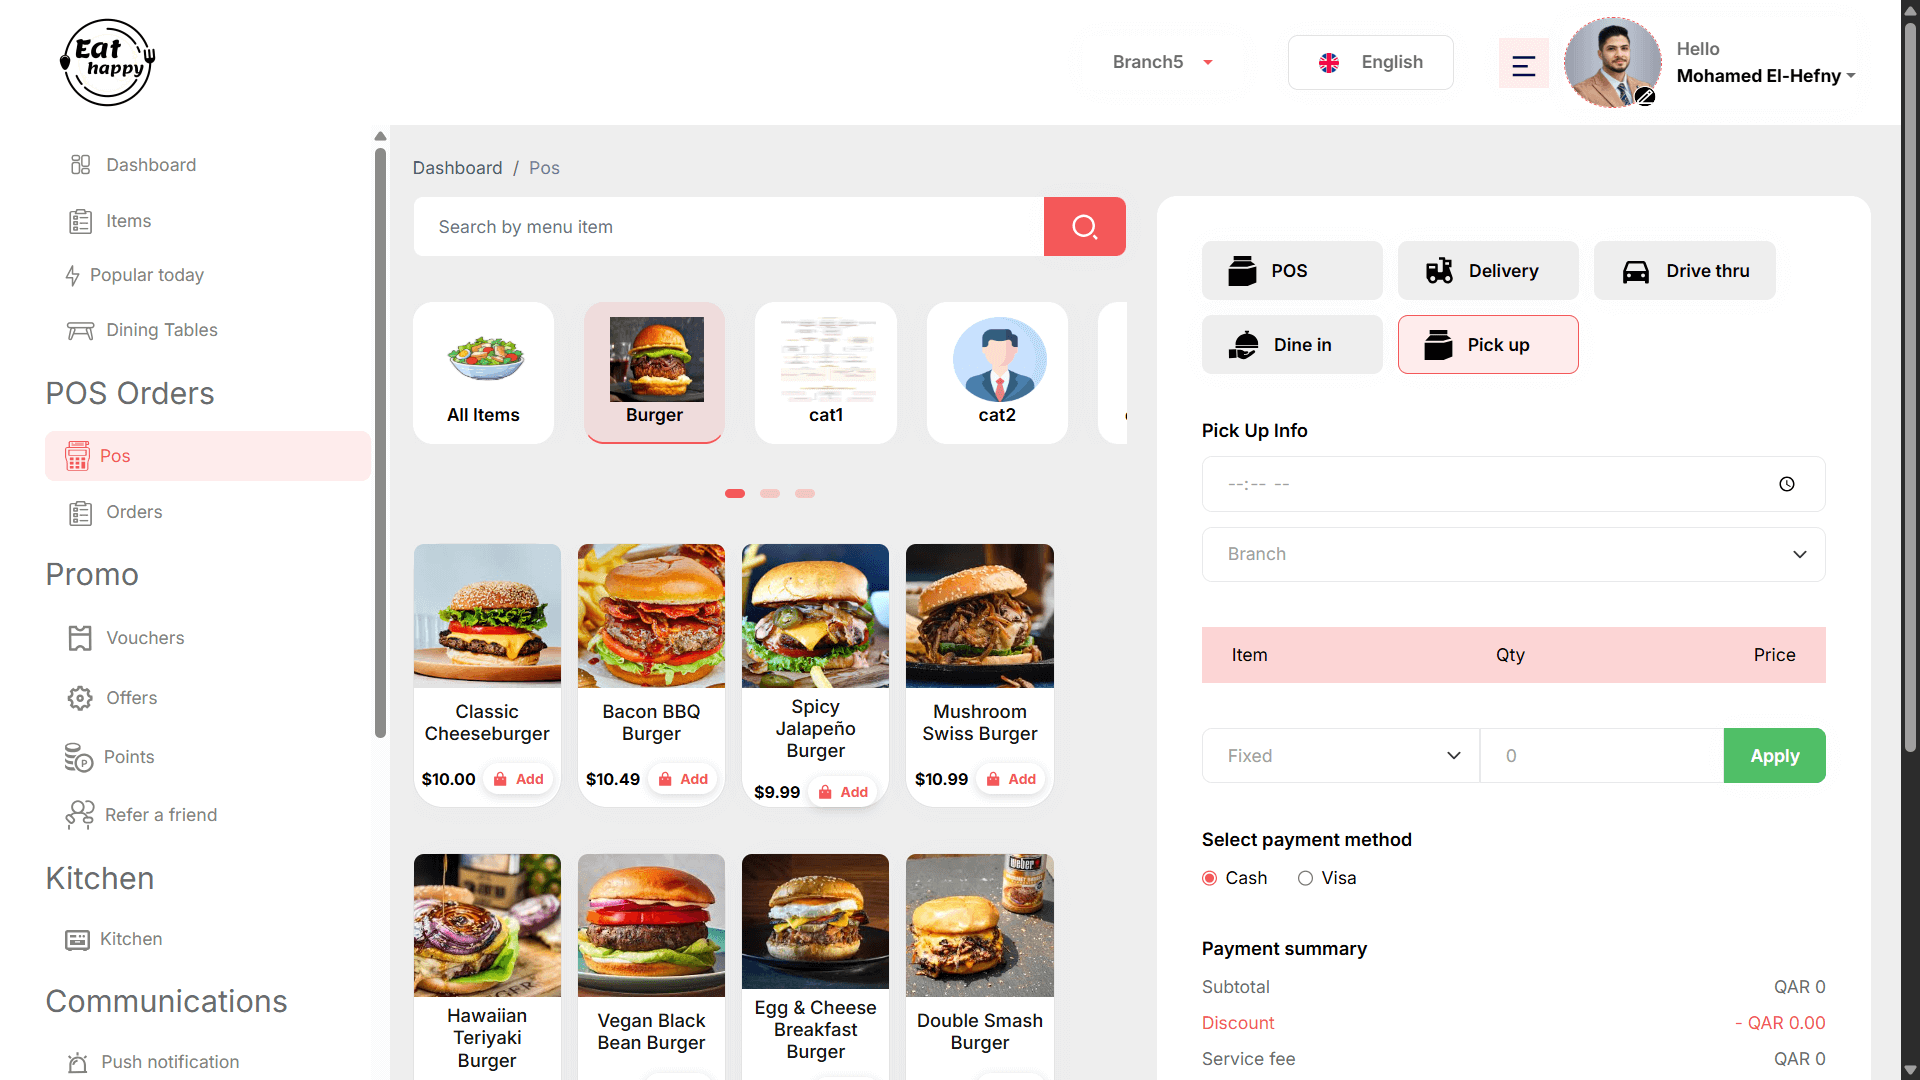 Eat
happy
Branch5
English
Hello
Mohamed El-Hefny
Dashboard
Items
Popular today
Dining Tables
POS Orders
Pos
Orders
Promo
Vouchers
Offers
Points
Refer a friend
Kitchen
Kitchen
Communications
Push notification
Dashboard / Pos
Search by menu item
All Items
Burger
cat1
cat2
Classic
Cheeseburger
$10.00
Add
Bacon BBQ
Burger
$10.49
Add
Spicy
Jalapeño
Burger
$9.99
Add
Mushroom
Swiss Burger
$10.99
Add
Hawaiian
Teriyaki
Burger
Vegan Black
Bean Burger
Egg & Cheese
Breakfast
Burger
weber
Double Smash
Burger
POS
Delivery
Drive thru
Dine in
Pick up
Pick Up Info
--:-- --
Branch
Item Qty Price
Fixed
0
Apply
Select payment method
Cash
Visa
Payment summary
Subtotal QAR 0
Discount - QAR 0.00
Service fee QAR 0